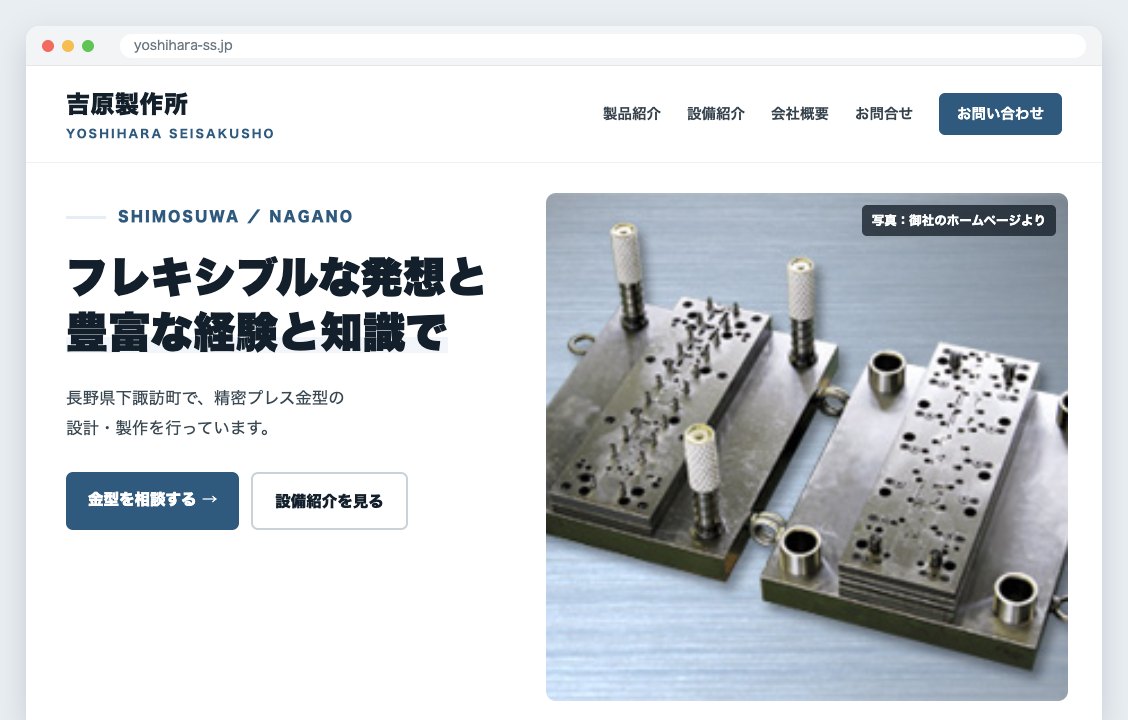 yoshihara-ss.jp
吉原製作所
YOSHIHARA SEISAKUSHO
製品紹介 設備紹介 会社概要 お問合せ お問い合わせ
SHIMOSUWA ／ NAGANO
フレキシブルな発想と
豊富な経験と知識で
長野県下諏訪町で、精密プレス金型の
設計・製作を行っています。
金型を相談する → 設備紹介を見る
写真：御社のホームページより